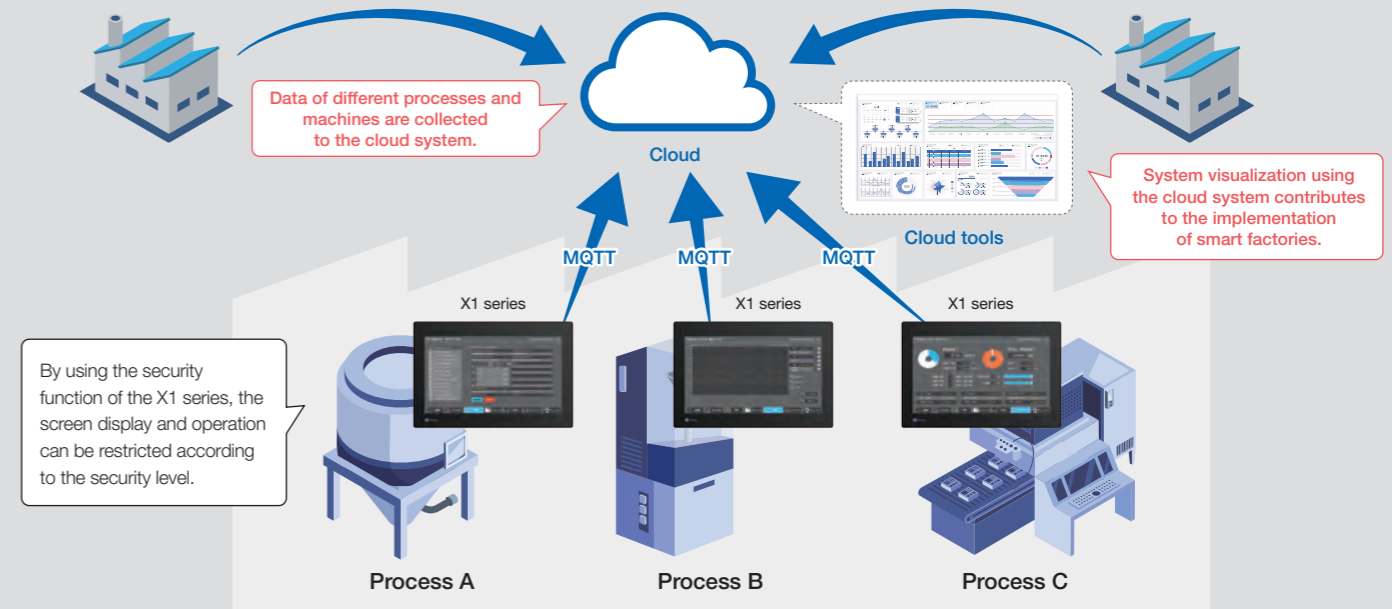 Data of different processes and
machines are collected
to the cloud system.
Cloud
Cloud tools
System visualization using
the cloud system contributes
to the implementation
of smart factories.
MQTT
MQTT
MQTT
X1 series
X1 series
X1 series
By using the security
function of the X1 series, the
screen display and operation
can be restricted according
to the security level.
Process A
Process B
Process C